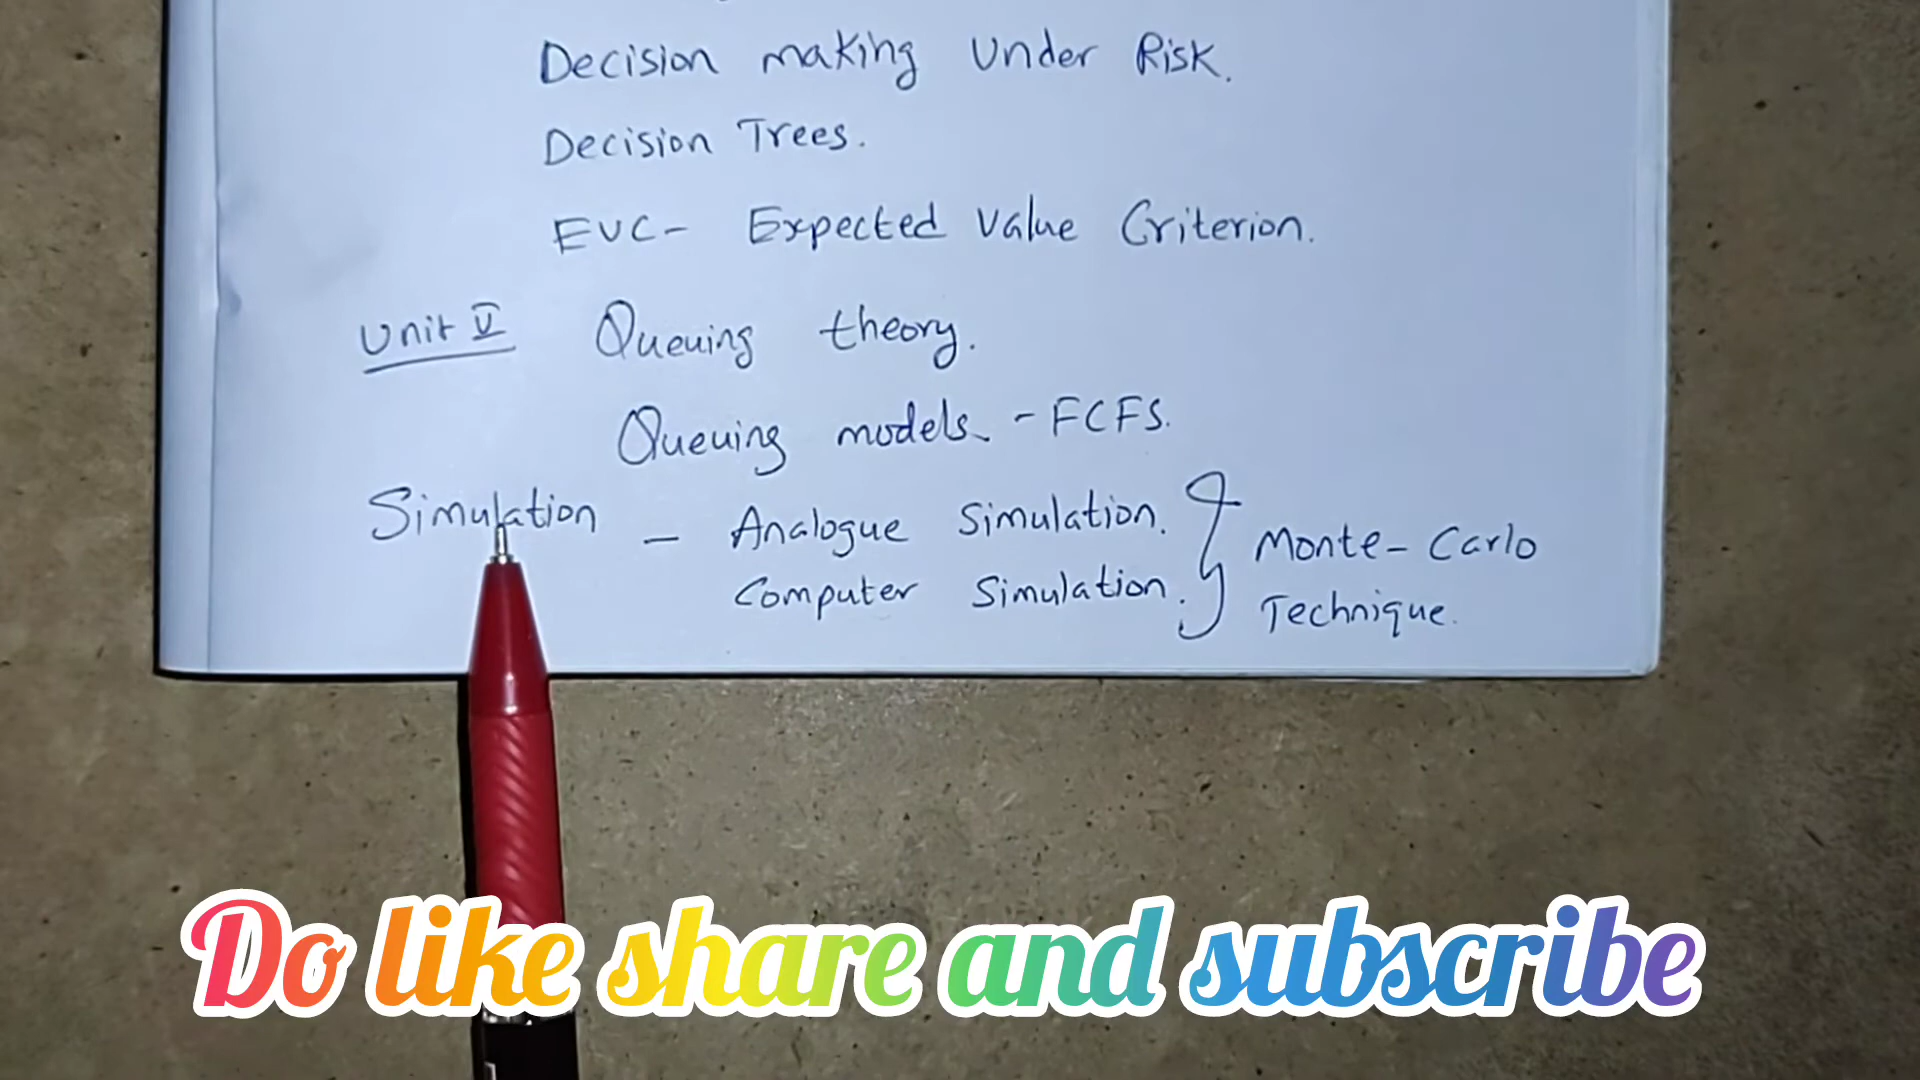 Decision making Under Risk.
Decision Trees.
EVC- Expected Value Criterion.
Unit V Queuing theory.
Queuing models - FCFS.
Simulation - Analogue Simulation.
Computer Simulation.
Monte-Carlo
Technique.
Do like share and subscribe